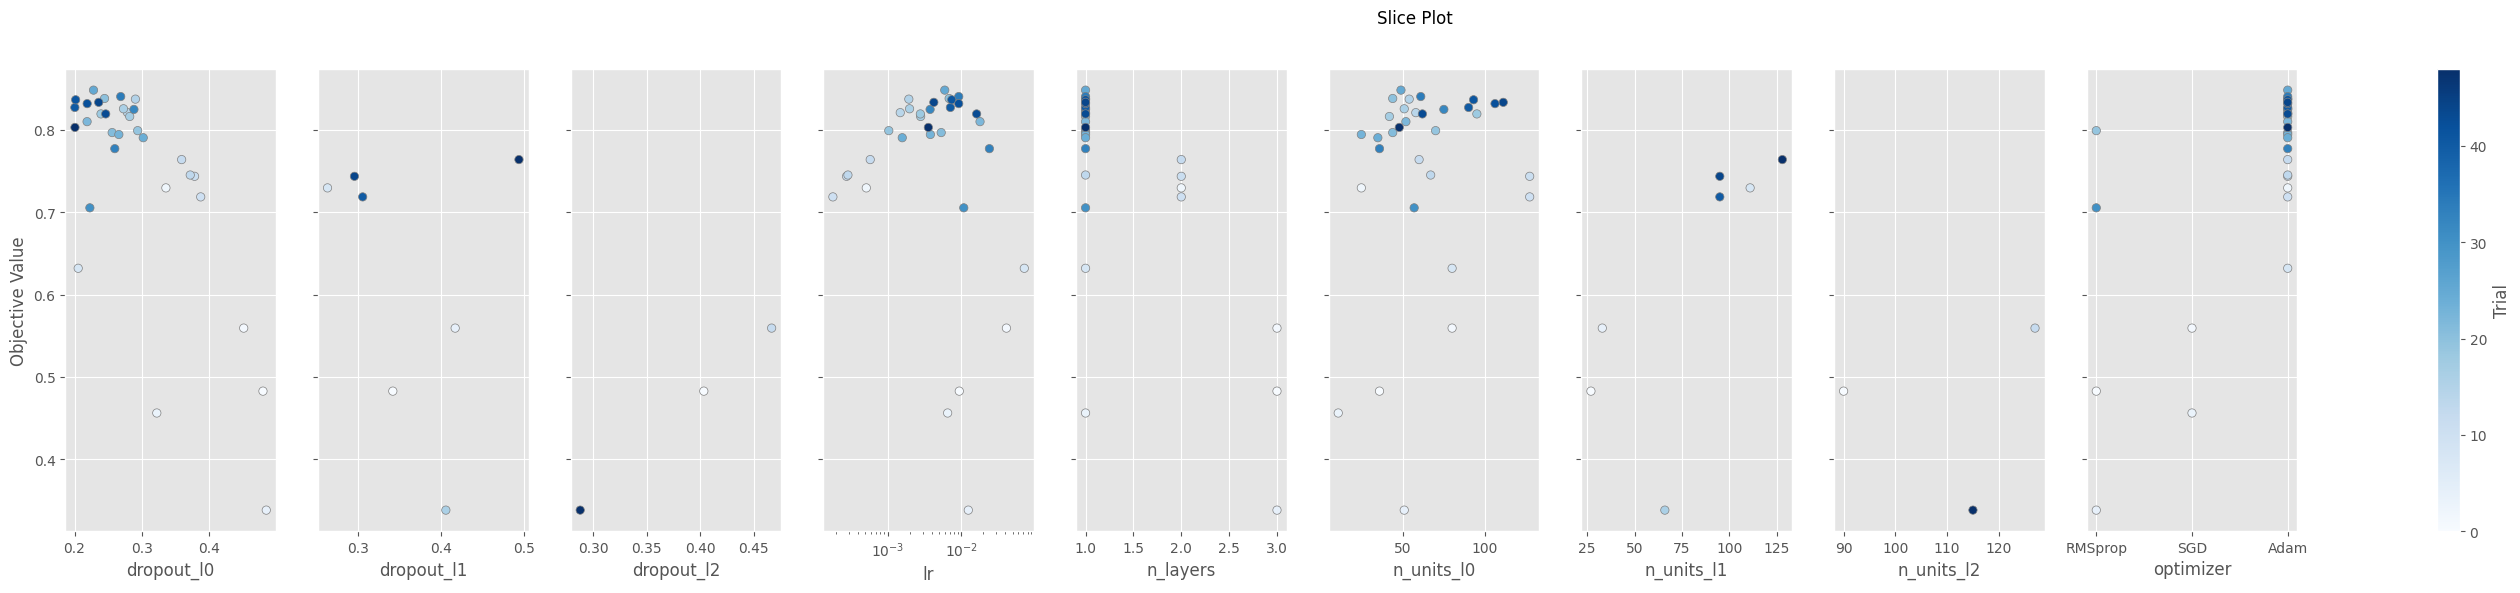 Slice Plot
Objective Value
0.8
0.7
0.6
0.5
0.4
0.2 0.3 0.4
dropout_l0
0.3 0.4 0.5
dropout_l1
0.30 0.35 0.40 0.45
dropout_l2
10⁻³ 10⁻²
lr
1.0 1.5 2.0 2.5 3.0
n_layers
50 100
n_units_l0
25 50 75 100 125
n_units_l1
90 100 110 120
n_units_l2
RMSprop SGD Adam
optimizer
40
30
20
10
0
Trial